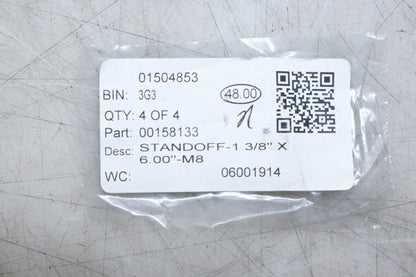 01504853
BIN: 3G3 48.00
QTY: 4 OF 4
Part: 00158133
Desc: STANDOFF-1 3/8" X
6.00"-M8
WC: 06001914